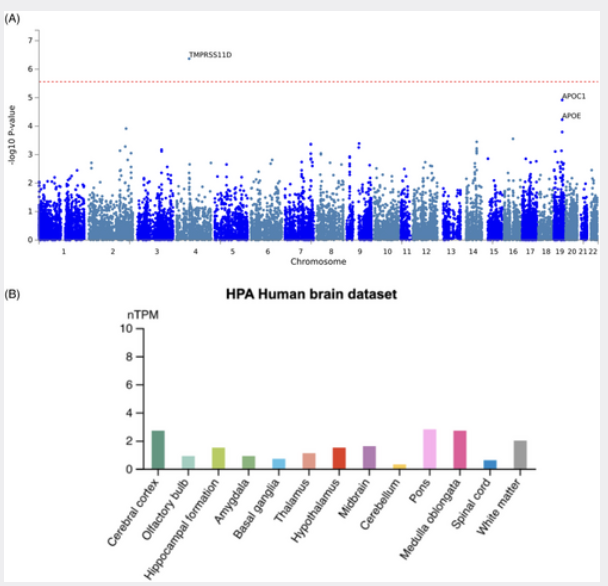 (A)
7
TMPRSS11D
6
5
APOC1
APOE
4
3
2
1
0
-log10 P-value
1 2 3 4 5 6 7 8 9 10 11 12 13 14 15 16 17 18 19 20 21 22
Chromosome
(B)
HPA Human brain dataset
nTPM
10
8
6
4
2
0
Cerebral cortex
Olfactory bulb
Hippocampal formation
Amygdala
Basal ganglia
Thalamus
Hypothalamus
Midbrain
Cerebellum
Pons
Medulla oblongata
Spinal cord
White matter